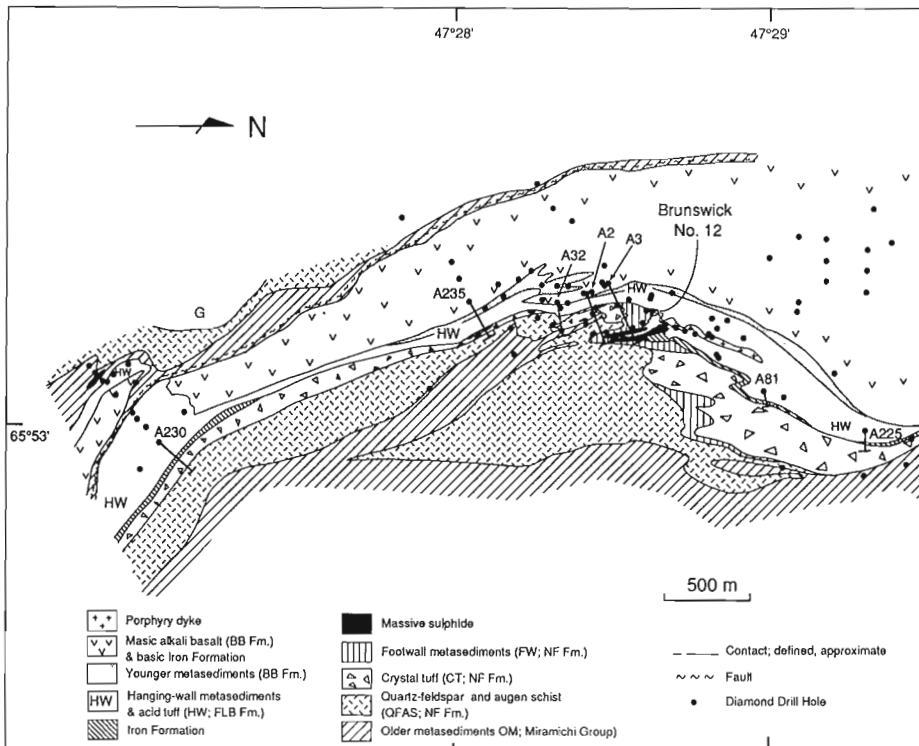 47°28'
47°29'
N
Brunswick
No. 12
A2
A3
A32
HW
A235
G
HW
HW
A81
65°53'
A230
HW
A225
HW
500 m
Porphyry dyke
Masic alkali basalt (BB Fm.)
& basic Iron Formation
Younger metasediments (BB Fm.)
HW
Hanging-wall metasediments
& acid tuff (HW; FLB Fm.)
Iron Formation
Massive sulphide
Footwall metasediments (FW; NF Fm.)
Crystal tuff (CT; NF Fm.)
Quartz-feldspar and augen schist
(QFAS; NF Fm.)
Older metasediments OM; Miramichi Group)
Contact; defined, approximate
Fault
Diamond Drill Hole